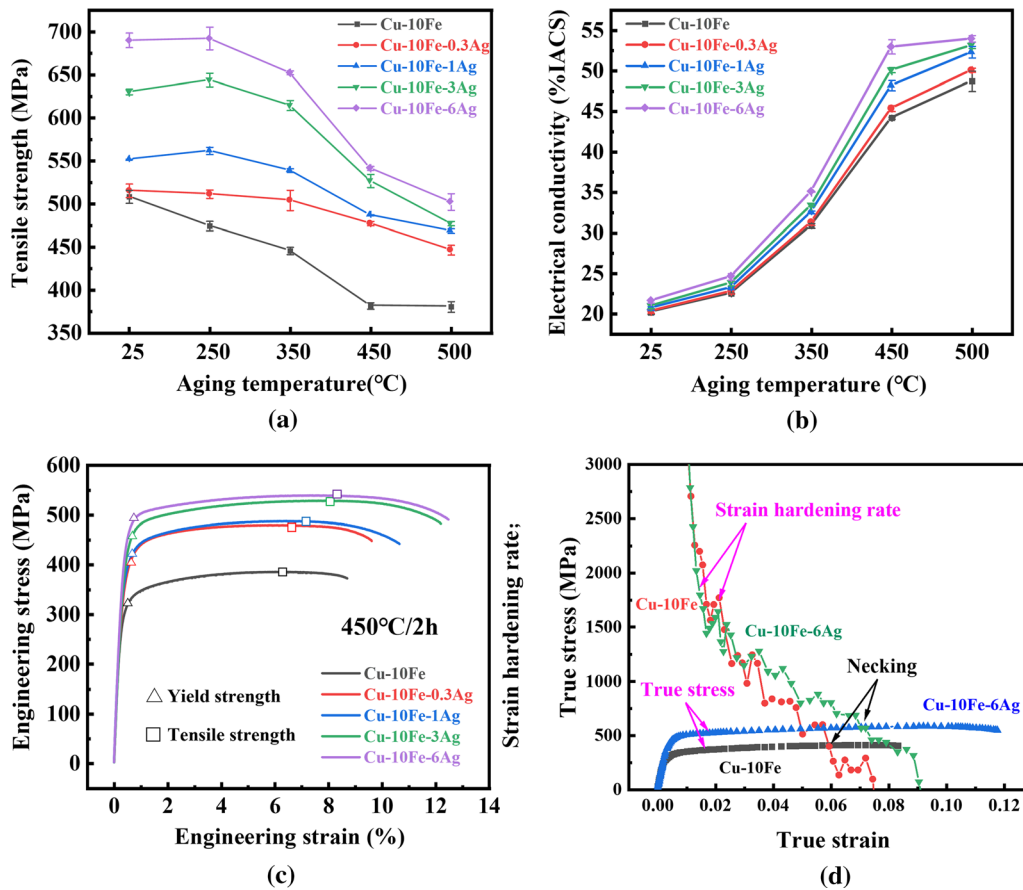 700
650
600
550
500
450
400
350
Tensile strength (MPa)
Cu-10Fe
Cu-10Fe-0.3Ag
Cu-10Fe-1Ag
Cu-10Fe-3Ag
Cu-10Fe-6Ag
25 250 350 450 500
Aging temperature(℃)
(a)
55
50
45
40
35
30
25
20
Electrical conductivity (%IACS)
Cu-10Fe
Cu-10Fe-0.3Ag
Cu-10Fe-1Ag
Cu-10Fe-3Ag
Cu-10Fe-6Ag
25 250 350 450 500
Aging temperature (℃)
(b)
600
500
400
300
200
100
0
Engineering stress (MPa)
450℃/2h
Yield strength
Tensile strength
Cu-10Fe
Cu-10Fe-0.3Ag
Cu-10Fe-1Ag
Cu-10Fe-3Ag
Cu-10Fe-6Ag
0 2 4 6 8 10 12 14
Engineering strain (%)
(c)
Strain hardening rate;
True stress (MPa)
3000
2500
2000
1500
1000
500
0
Strain hardening rate
Cu-10Fe
Cu-10Fe-6Ag
Necking
True stress
Cu-10Fe-6Ag
Cu-10Fe
0.00 0.02 0.04 0.06 0.08 0.10 0.12
True strain
(d)